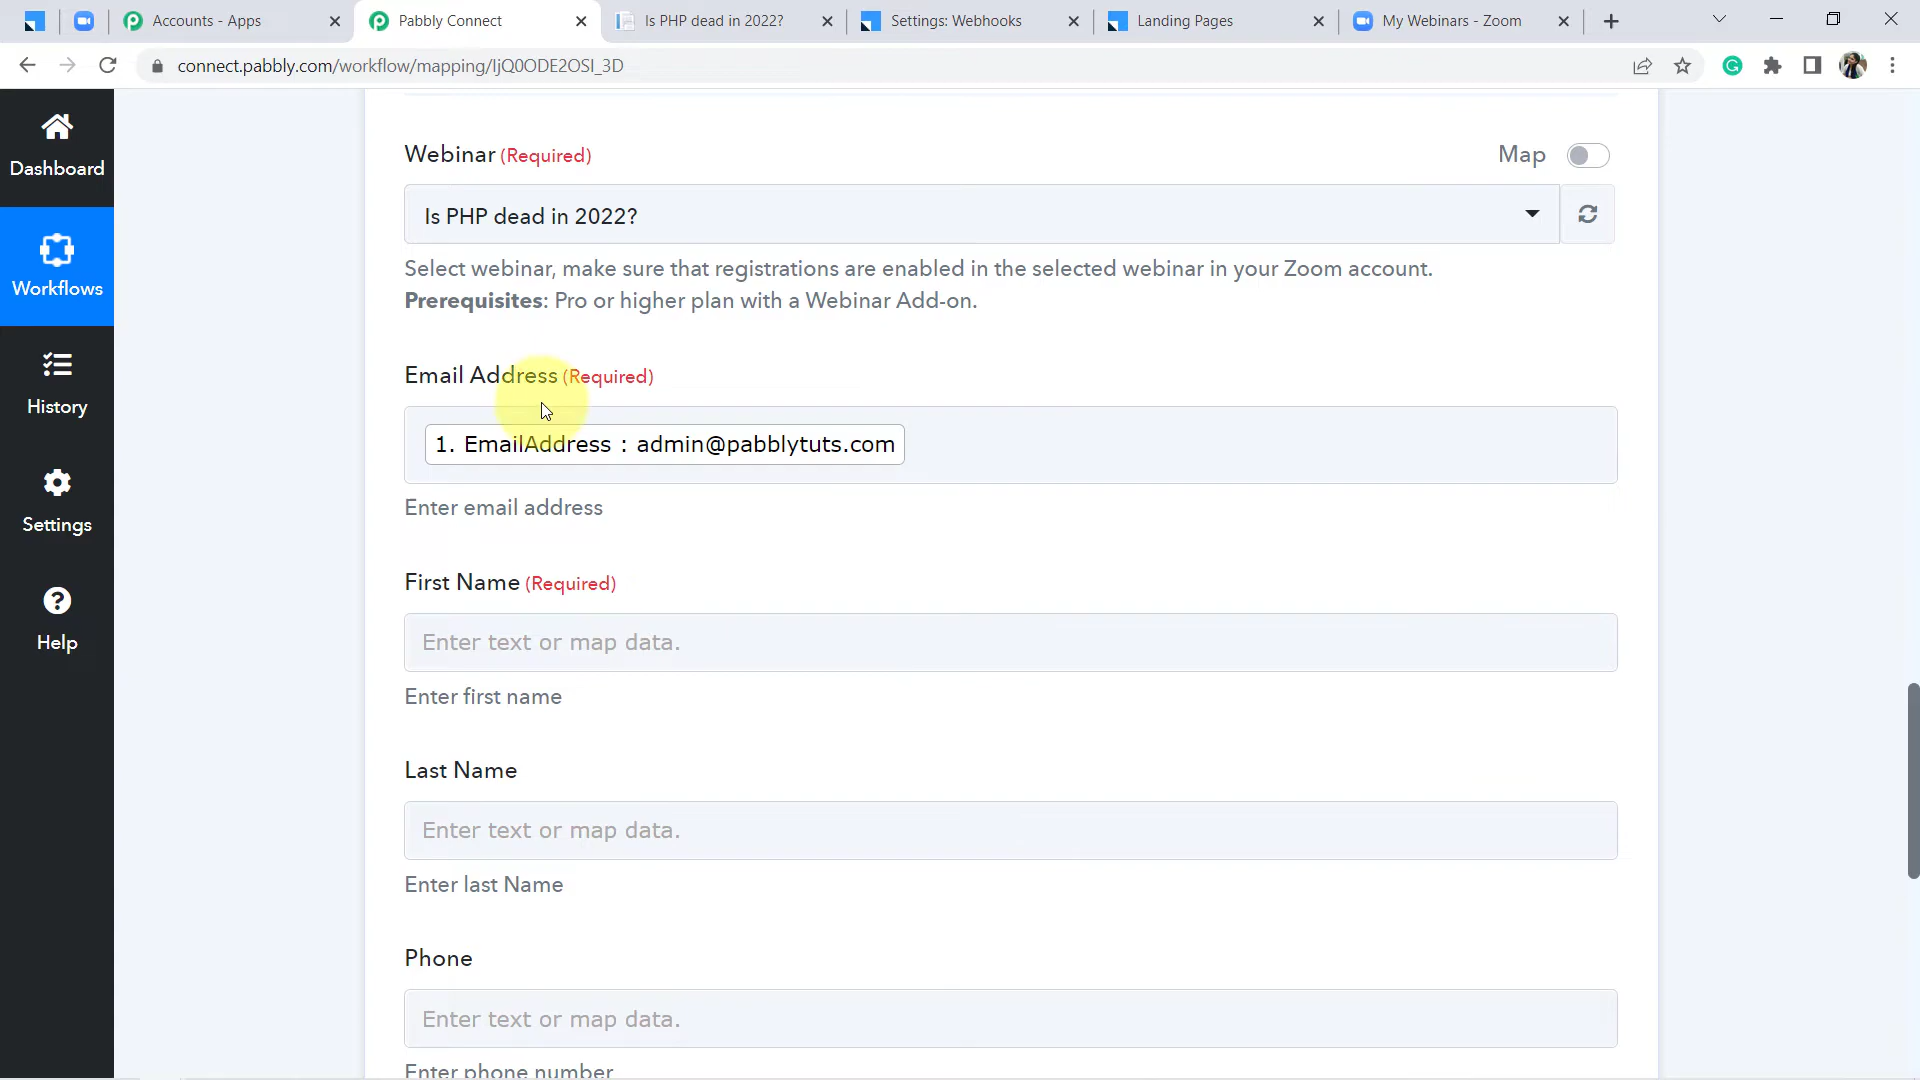 Accounts - Apps
Pabbly Connect
Is PHP dead in 2022?
Settings: Webhooks
Landing Pages
My Webinars - Zoom
connect.pabbly.com/workflow/mapping/IjQ0ODE2OSI_3D
Dashboard
Workflows
History
Settings
Help
Webinar (Required)
Map
Is PHP dead in 2022?
Select webinar, make sure that registrations are enabled in the selected webinar in your Zoom account.
Prerequisites: Pro or higher plan with a Webinar Add-on.
Email Address (Required)
1. EmailAddress : admin@pabblytuts.com
Enter email address
First Name (Required)
Enter text or map data.
Enter first name
Last Name
Enter text or map data.
Enter last Name
Phone
Enter text or map data.
Enter phone number